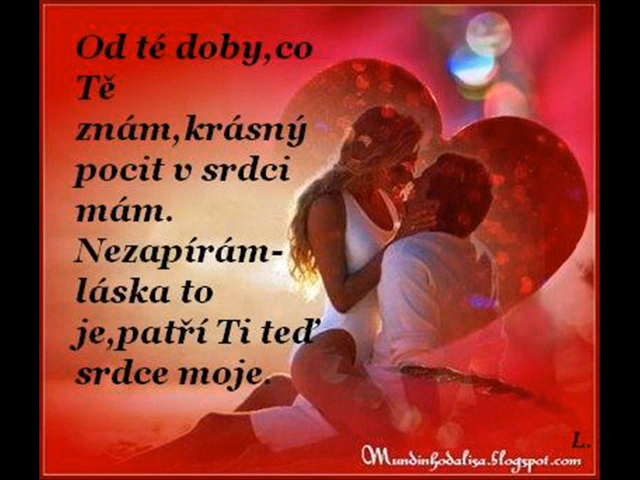 Od té doby,co
Tě
znám,krásný
pocit v srdci
mám.
Nezapírám-
láska to
je,patří Ti teď
srdce moje.
L.
Mundinhodalisa.blogspot.com